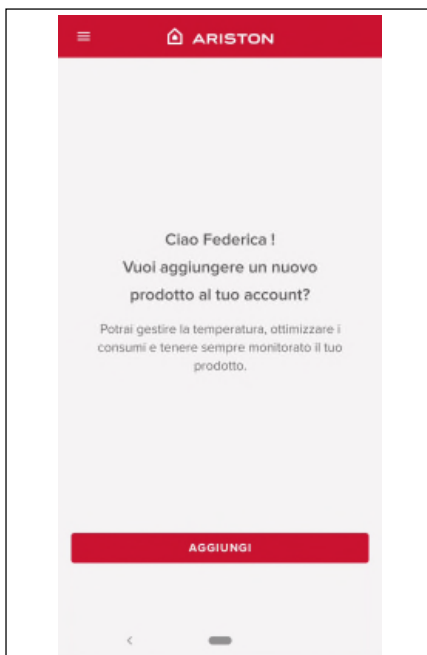 ARISTON
Ciao Federica !
Vuoi aggiungere un nuovo
prodotto al tuo account?
Potrai gestire la temperatura, ottimizzare i
consumi e tenere sempre monitorato il tuo
prodotto.
AGGIUNGI